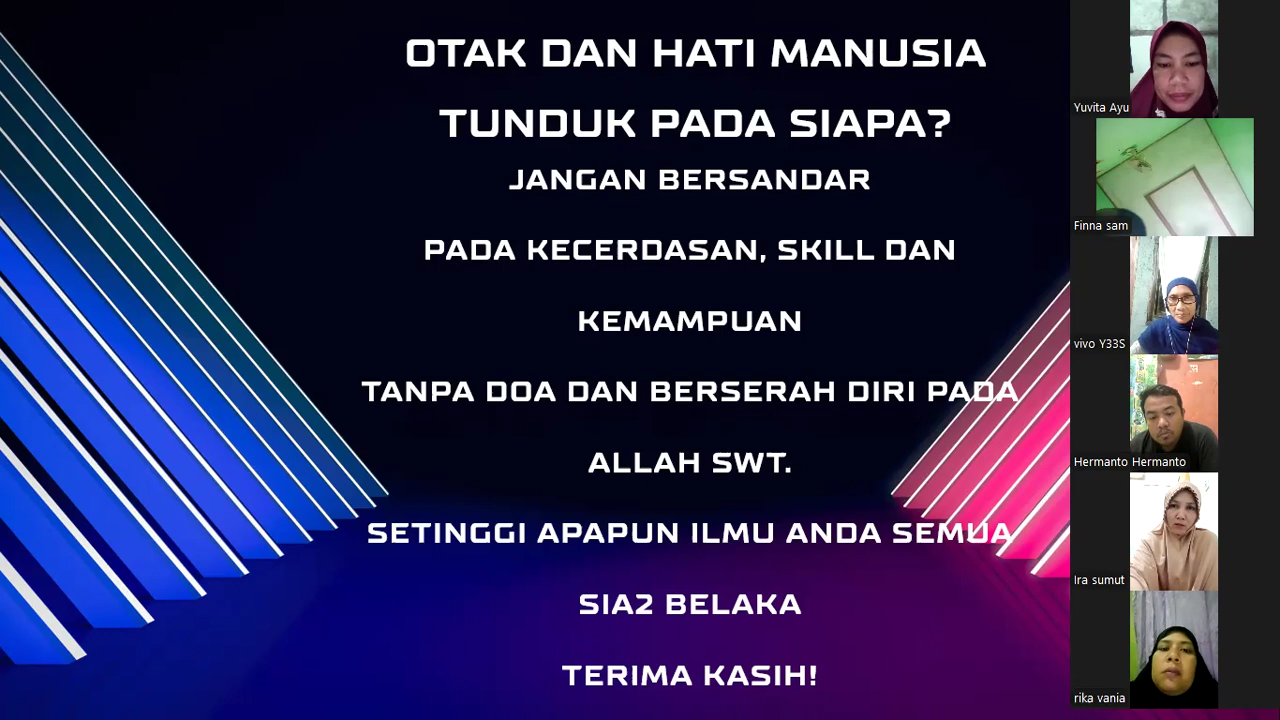 OTAK DAN HATI MANUSIA
TUNDUK PADA SIAPA?
JANGAN BERSANDAR
PADA KECERDASAN, SKILL DAN
KEMAMPUAN
TANPA DOA DAN BERSERAH DIRI PADA
ALLAH SWT.
SETINGGI APAPUN ILMU ANDA SEMUA
SIA2 BELAKA
TERIMA KASIH!
Yuvita Ayu
Finna sam
vivo Y33S
Hermanto Hermanto
Ira sumut
rika vania